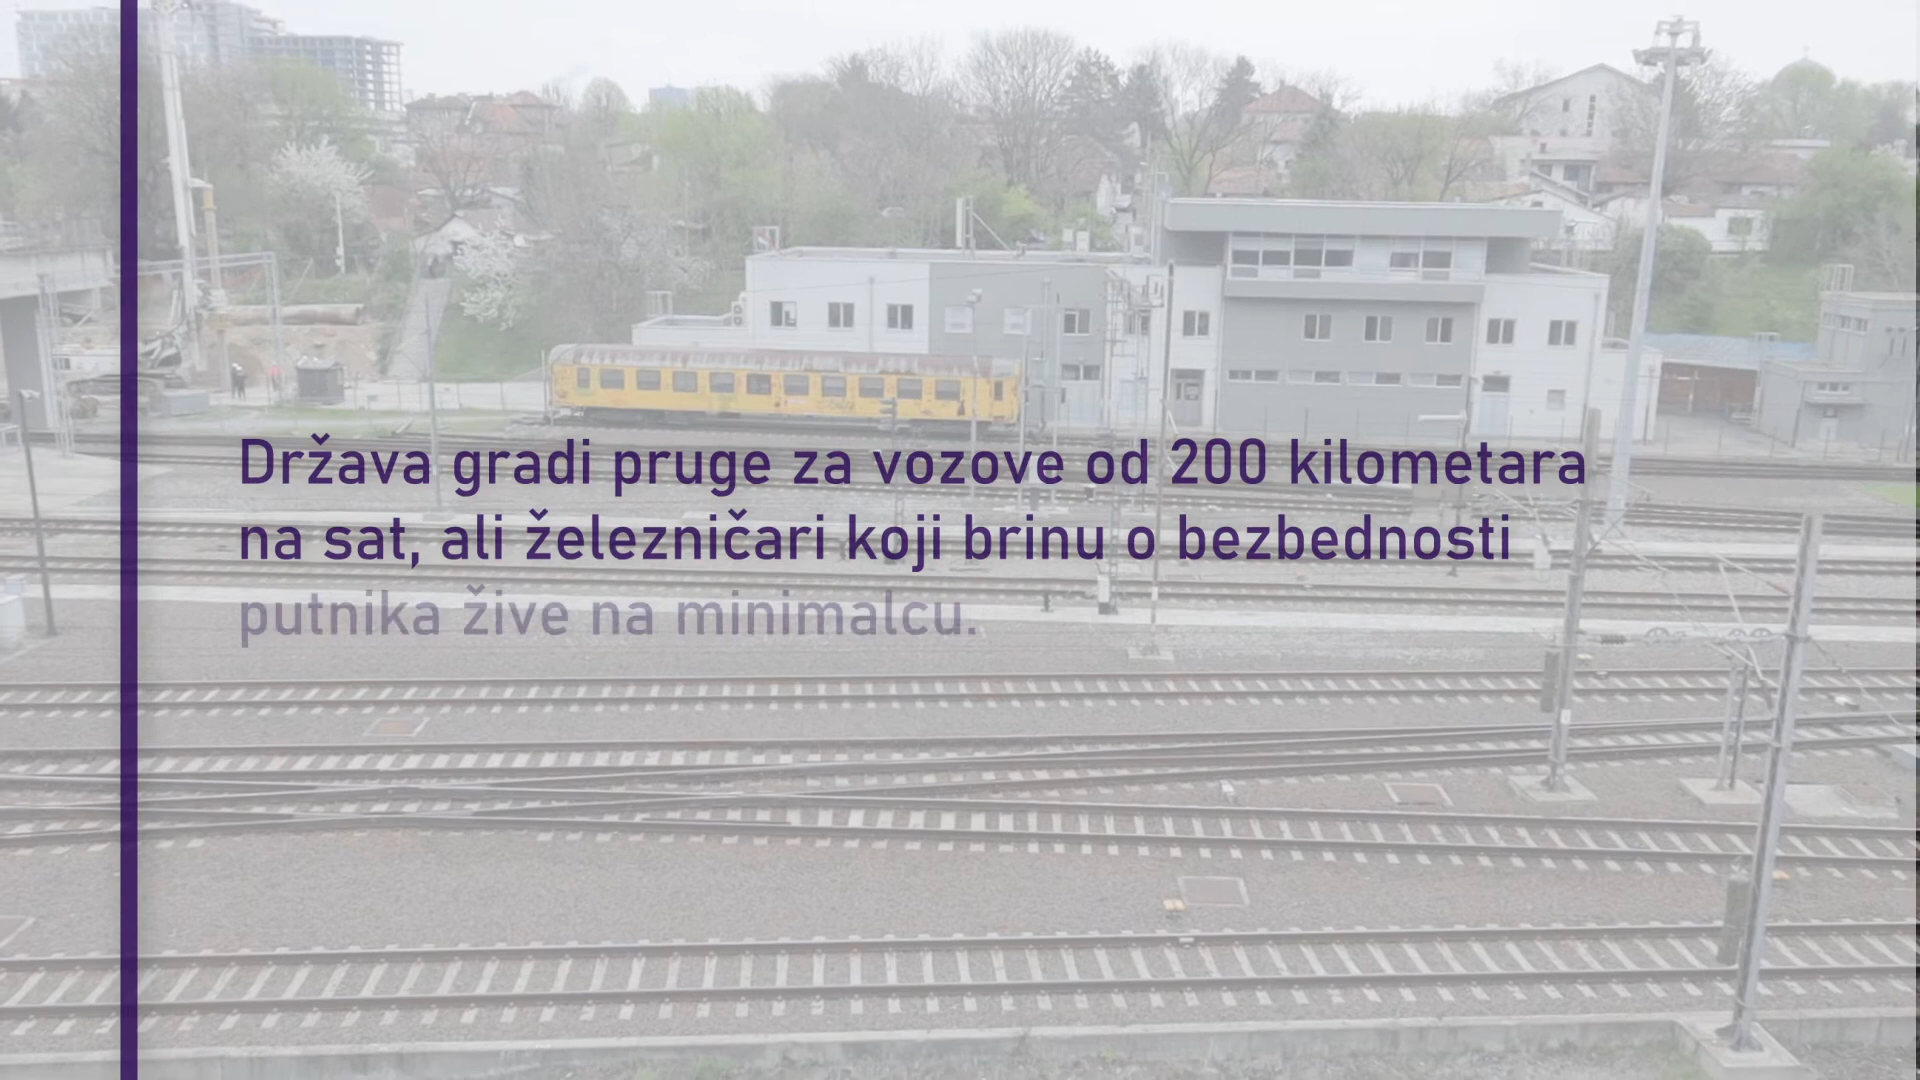 Država gradi pruge za vozove od 200 kilometara
na sat, ali železničari koji brinu o bezbednosti
putnika žive na minimalcu.